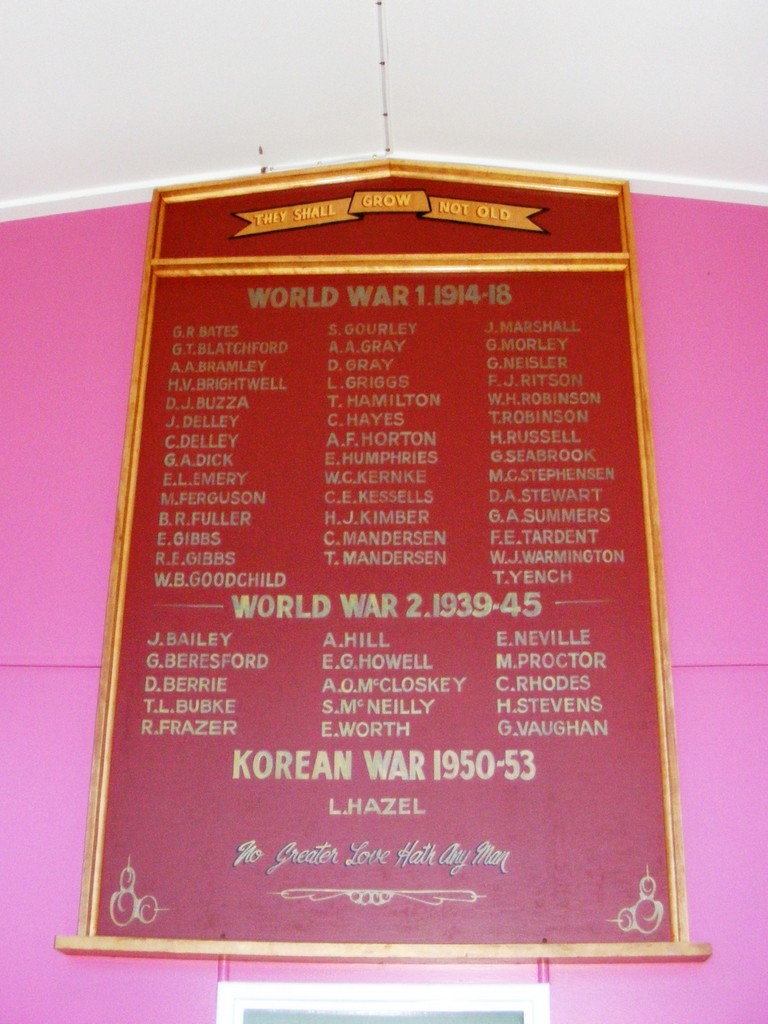 THEY SHALL GROW NOT OLD
WORLD WAR 1.1914-18
G.R.BATES S.GOURLEY J.MARSHALL
G.T.BLATCHFORD A.A.GRAY G.MORLEY
A.A.BRAMLEY D.GRAY G.NEISLER
H.V.BRIGHTWELL L.GRIGGS F.J.RITSON
D.J.BUZZA T.HAMILTON W.H.ROBINSON
J.DELLEY C.HAYES T.ROBINSON
C.DELLEY A.F.HORTON H.RUSSELL
G.A.DICK E.HUMPHRIES G.SEABROOK
E.L.EMERY W.C.KERNKE M.C.STEPHENSEN
M.FERGUSON C.E.KESSELLS D.A.STEWART
B.R.FULLER H.J.KIMBER G.A.SUMMERS
E.GIBBS C.MANDERSEN F.E.TARDENT
R.E.GIBBS T.MANDERSEN W.J.WARMINGTON
W.B.GOODCHILD T.YENCH
WORLD WAR 2.1939-45
J.BAILEY A.HILL E.NEVILLE
G.BERESFORD E.G.HOWELL M.PROCTOR
D.BERRIE A.O.McCLOSKEY C.RHODES
T.L.BUBKE S.McNEILLY H.STEVENS
R.FRAZER E.WORTH G.VAUGHAN
KOREAN WAR 1950-53
L.HAZEL
No Greater Love Hath Any Man